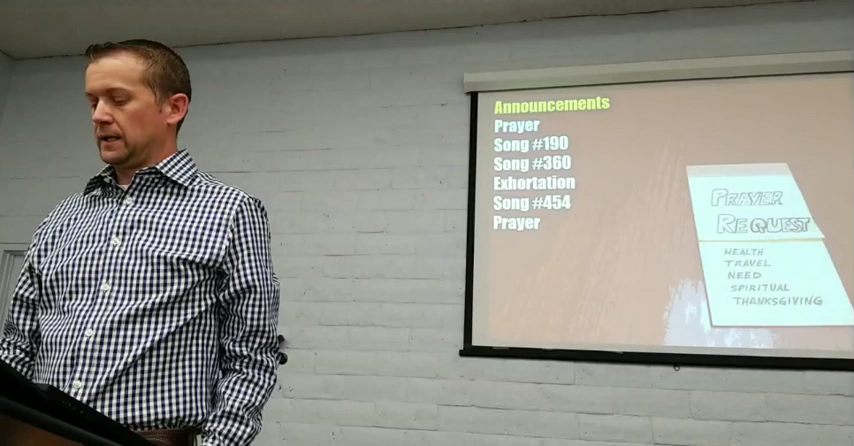 Announcements
Prayer
Song #190
Song #360
Exhortation
Song #454
Prayer
PRAYER
REQUEST
HEALTH
TRAVEL
NEED
SPIRITUAL
THANKSGIVING